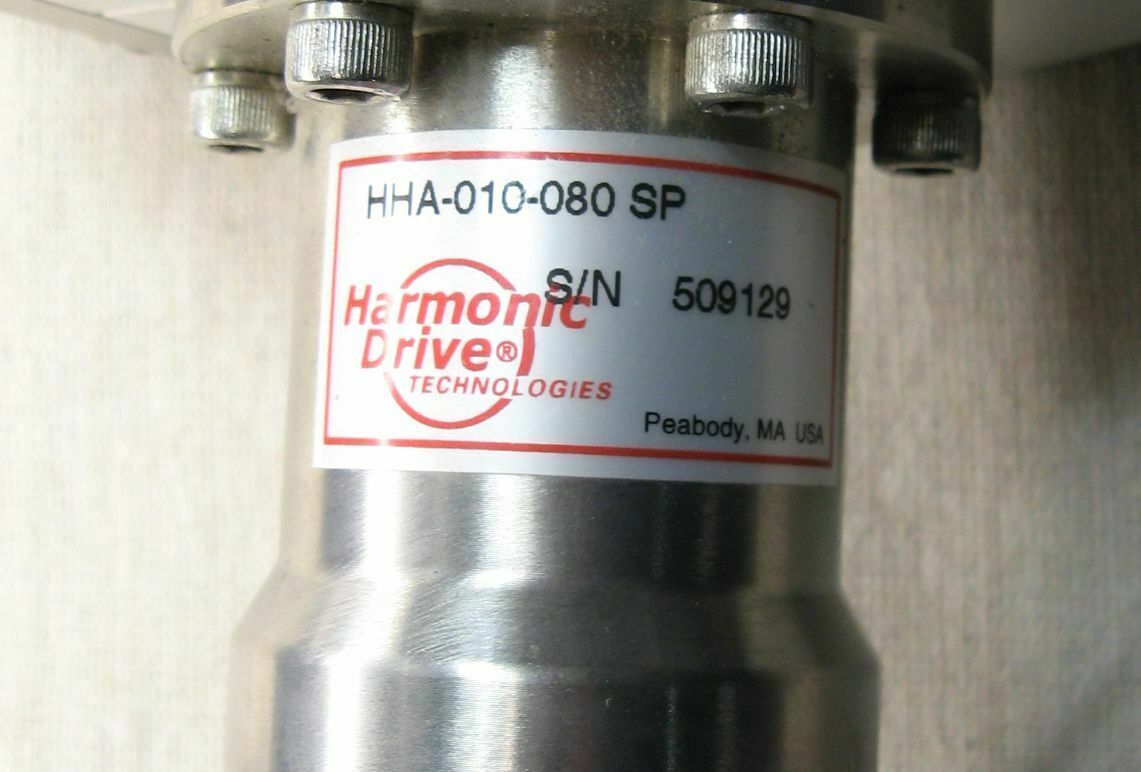 HHA-010-080 SP
S/N 509129
Harmonic
Drive®
TECHNOLOGIES
Peabody, MA USA